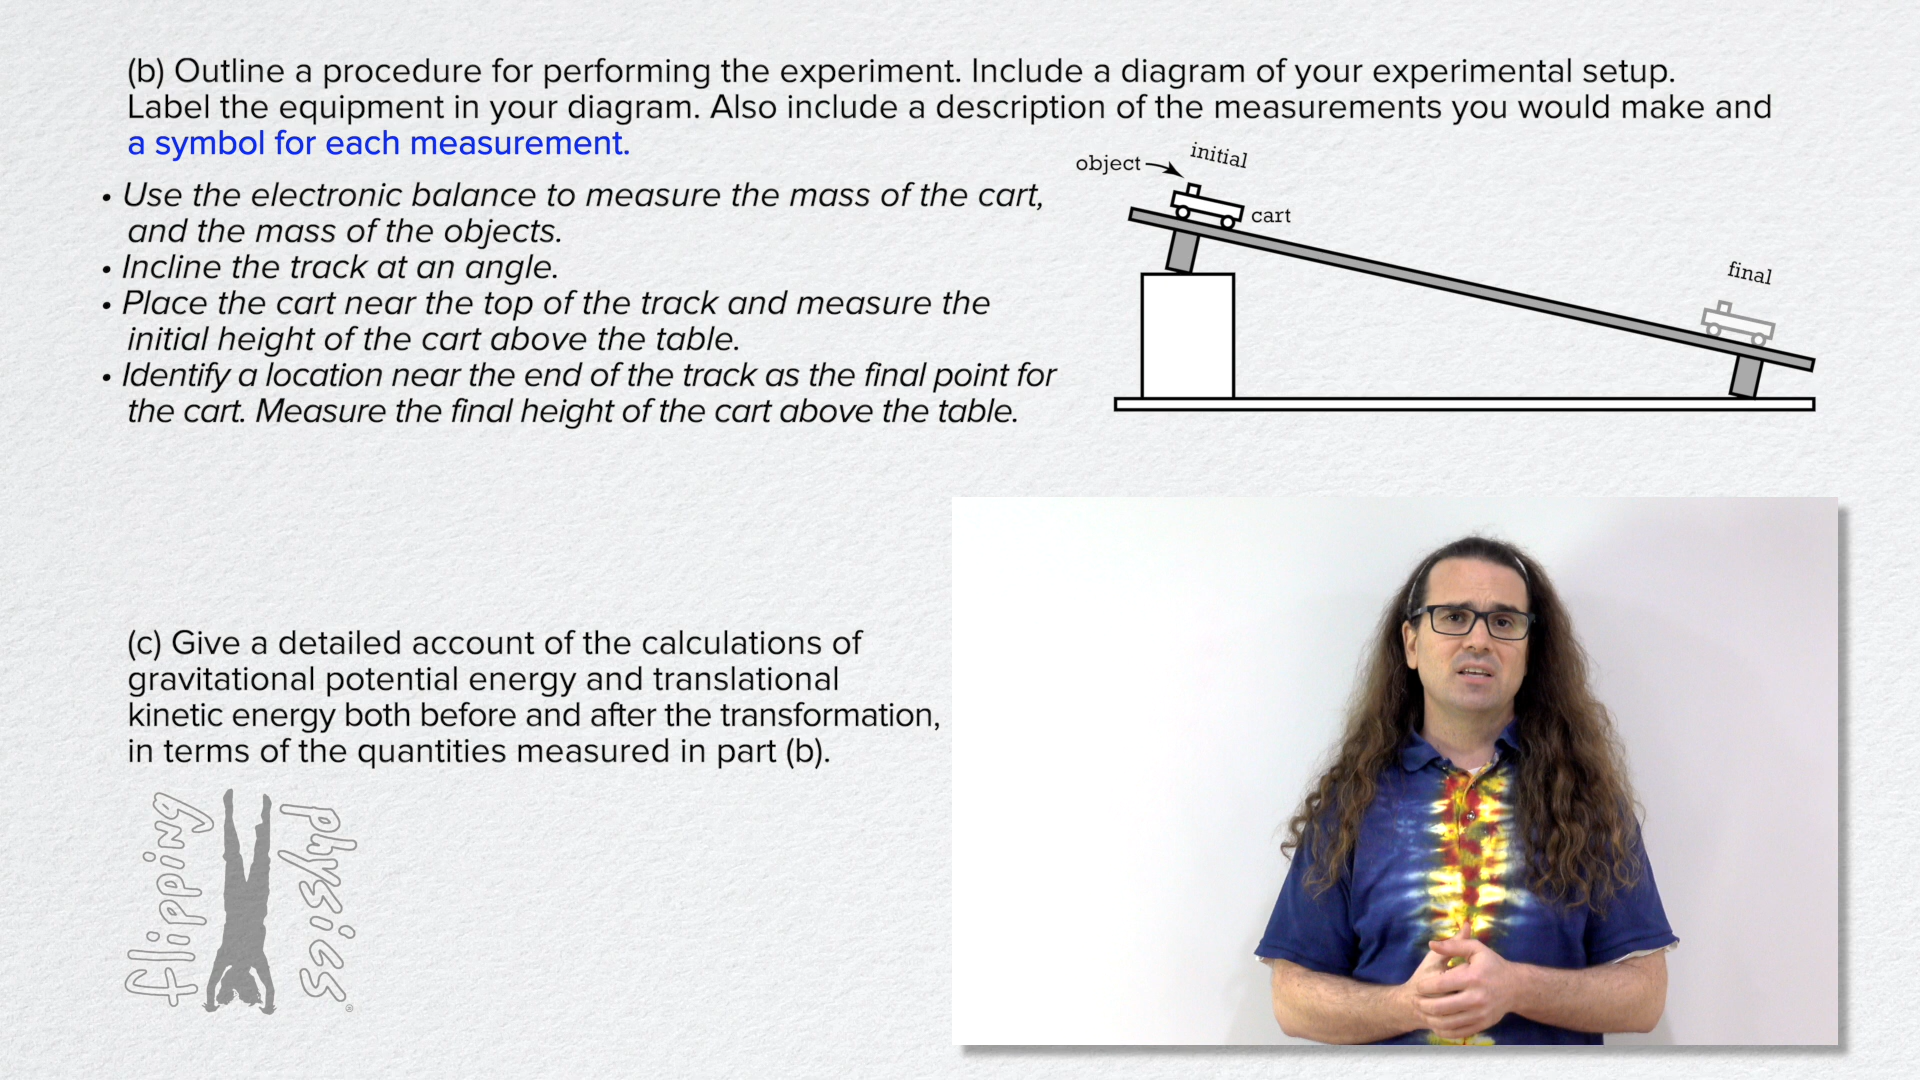 (b) Outline a procedure for performing the experiment. Include a diagram of your experimental setup.
Label the equipment in your diagram. Also include a description of the measurements you would make and
a symbol for each measurement.
• Use the electronic balance to measure the mass of the cart,
and the mass of the objects.
• Incline the track at an angle.
• Place the cart near the top of the track and measure the
initial height of the cart above the table.
• Identify a location near the end of the track as the final point for
the cart. Measure the final height of the cart above the table.
object
initial
cart
final
(c) Give a detailed account of the calculations of
gravitational potential energy and translational
kinetic energy both before and after the transformation,
in terms of the quantities measured in part (b).
flipping
physics
®